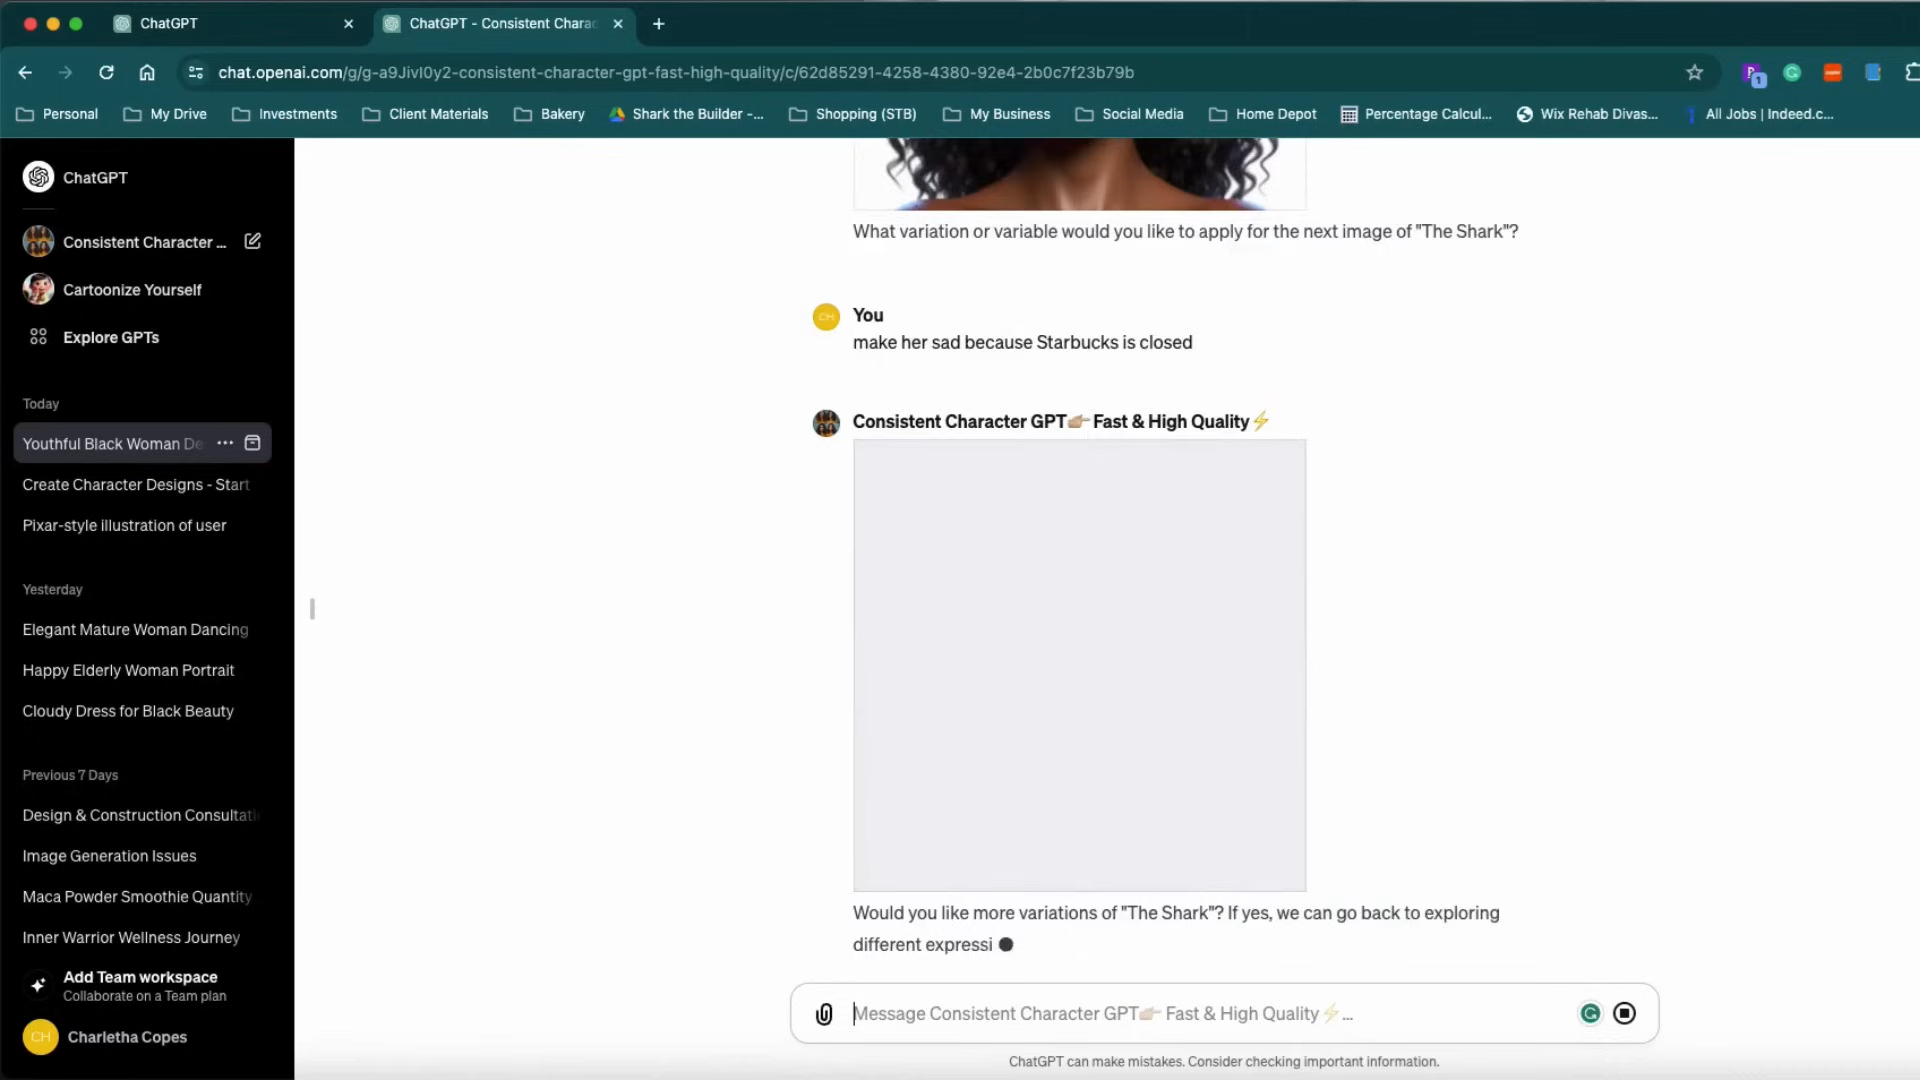 ChatGPT
ChatGPT - Consistent Charac
chat.openai.com/g/g-a9JivI0y2-consistent-character-gpt-fast-high-quality/c/62d85291-4258-4380-92e4-2b0c7f23b79b
1
Personal
My Drive
Investments
Client Materials
Bakery
Shark the Builder -...
Shopping (STB)
My Business
Social Media
Home Depot
Percentage Calcul...
Wix Rehab Divas...
All Jobs | Indeed.c...
ChatGPT
Consistent Character ...
Cartoonize Yourself
Explore GPTs
Today
Youthful Black Woman De
Create Character Designs - Start
Pixar-style illustration of user
Yesterday
Elegant Mature Woman Dancing
Happy Elderly Woman Portrait
Cloudy Dress for Black Beauty
Previous 7 Days
Design & Construction Consultati
Image Generation Issues
Maca Powder Smoothie Quantity
Inner Warrior Wellness Journey
Add Team workspace
Collaborate on a Team plan
CH
Charletha Copes
What variation or variable would you like to apply for the next image of "The Shark"?
CH
You
make her sad because Starbucks is closed
Consistent Character GPT👉🏼 Fast & High Quality⚡
Would you like more variations of "The Shark"? If yes, we can go back to exploring
different expressi
Message Consistent Character GPT👉🏼 Fast & High Quality⚡...
ChatGPT can make mistakes. Consider checking important information.